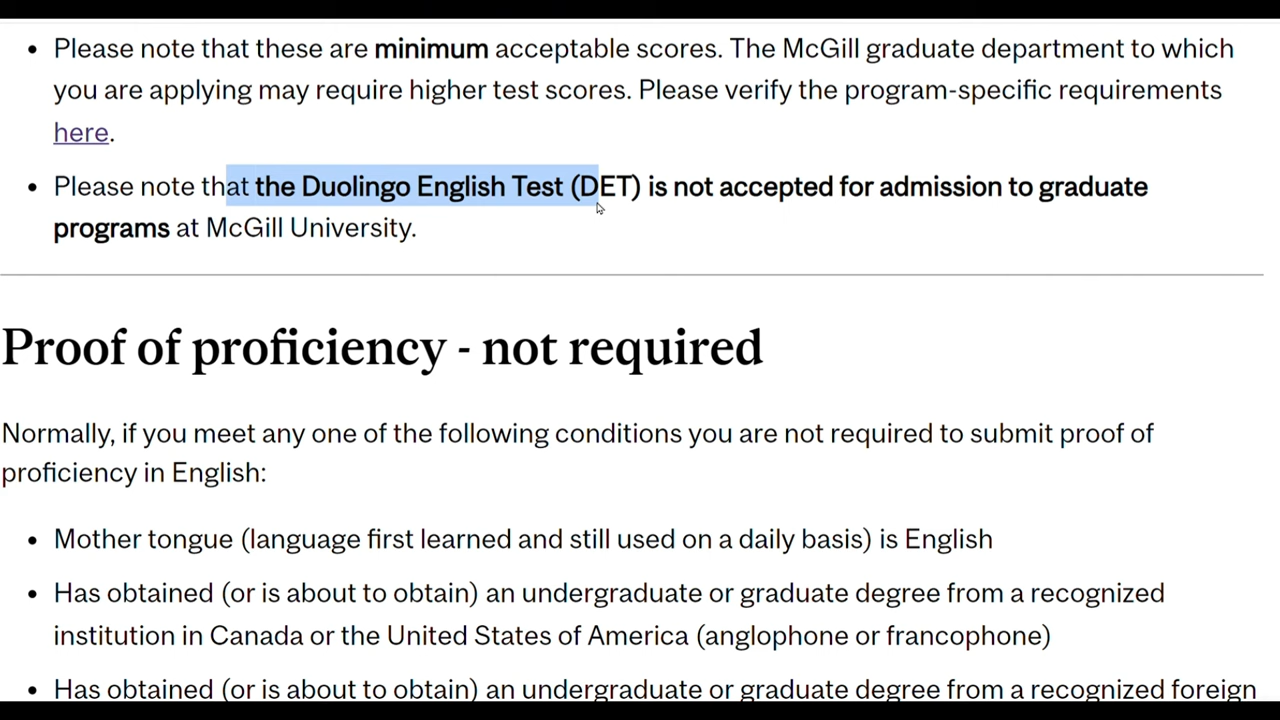 • Please note that these are minimum acceptable scores. The McGill graduate department to which
you are applying may require higher test scores. Please verify the program-specific requirements
here.
• Please note that the Duolingo English Test (DET) is not accepted for admission to graduate
programs at McGill University.
Proof of proficiency - not required
Normally, if you meet any one of the following conditions you are not required to submit proof of
proficiency in English:
• Mother tongue (language first learned and still used on a daily basis) is English
• Has obtained (or is about to obtain) an undergraduate or graduate degree from a recognized
institution in Canada or the United States of America (anglophone or francophone)
• Has obtained (or is about to obtain) an undergraduate or graduate degree from a recognized foreign